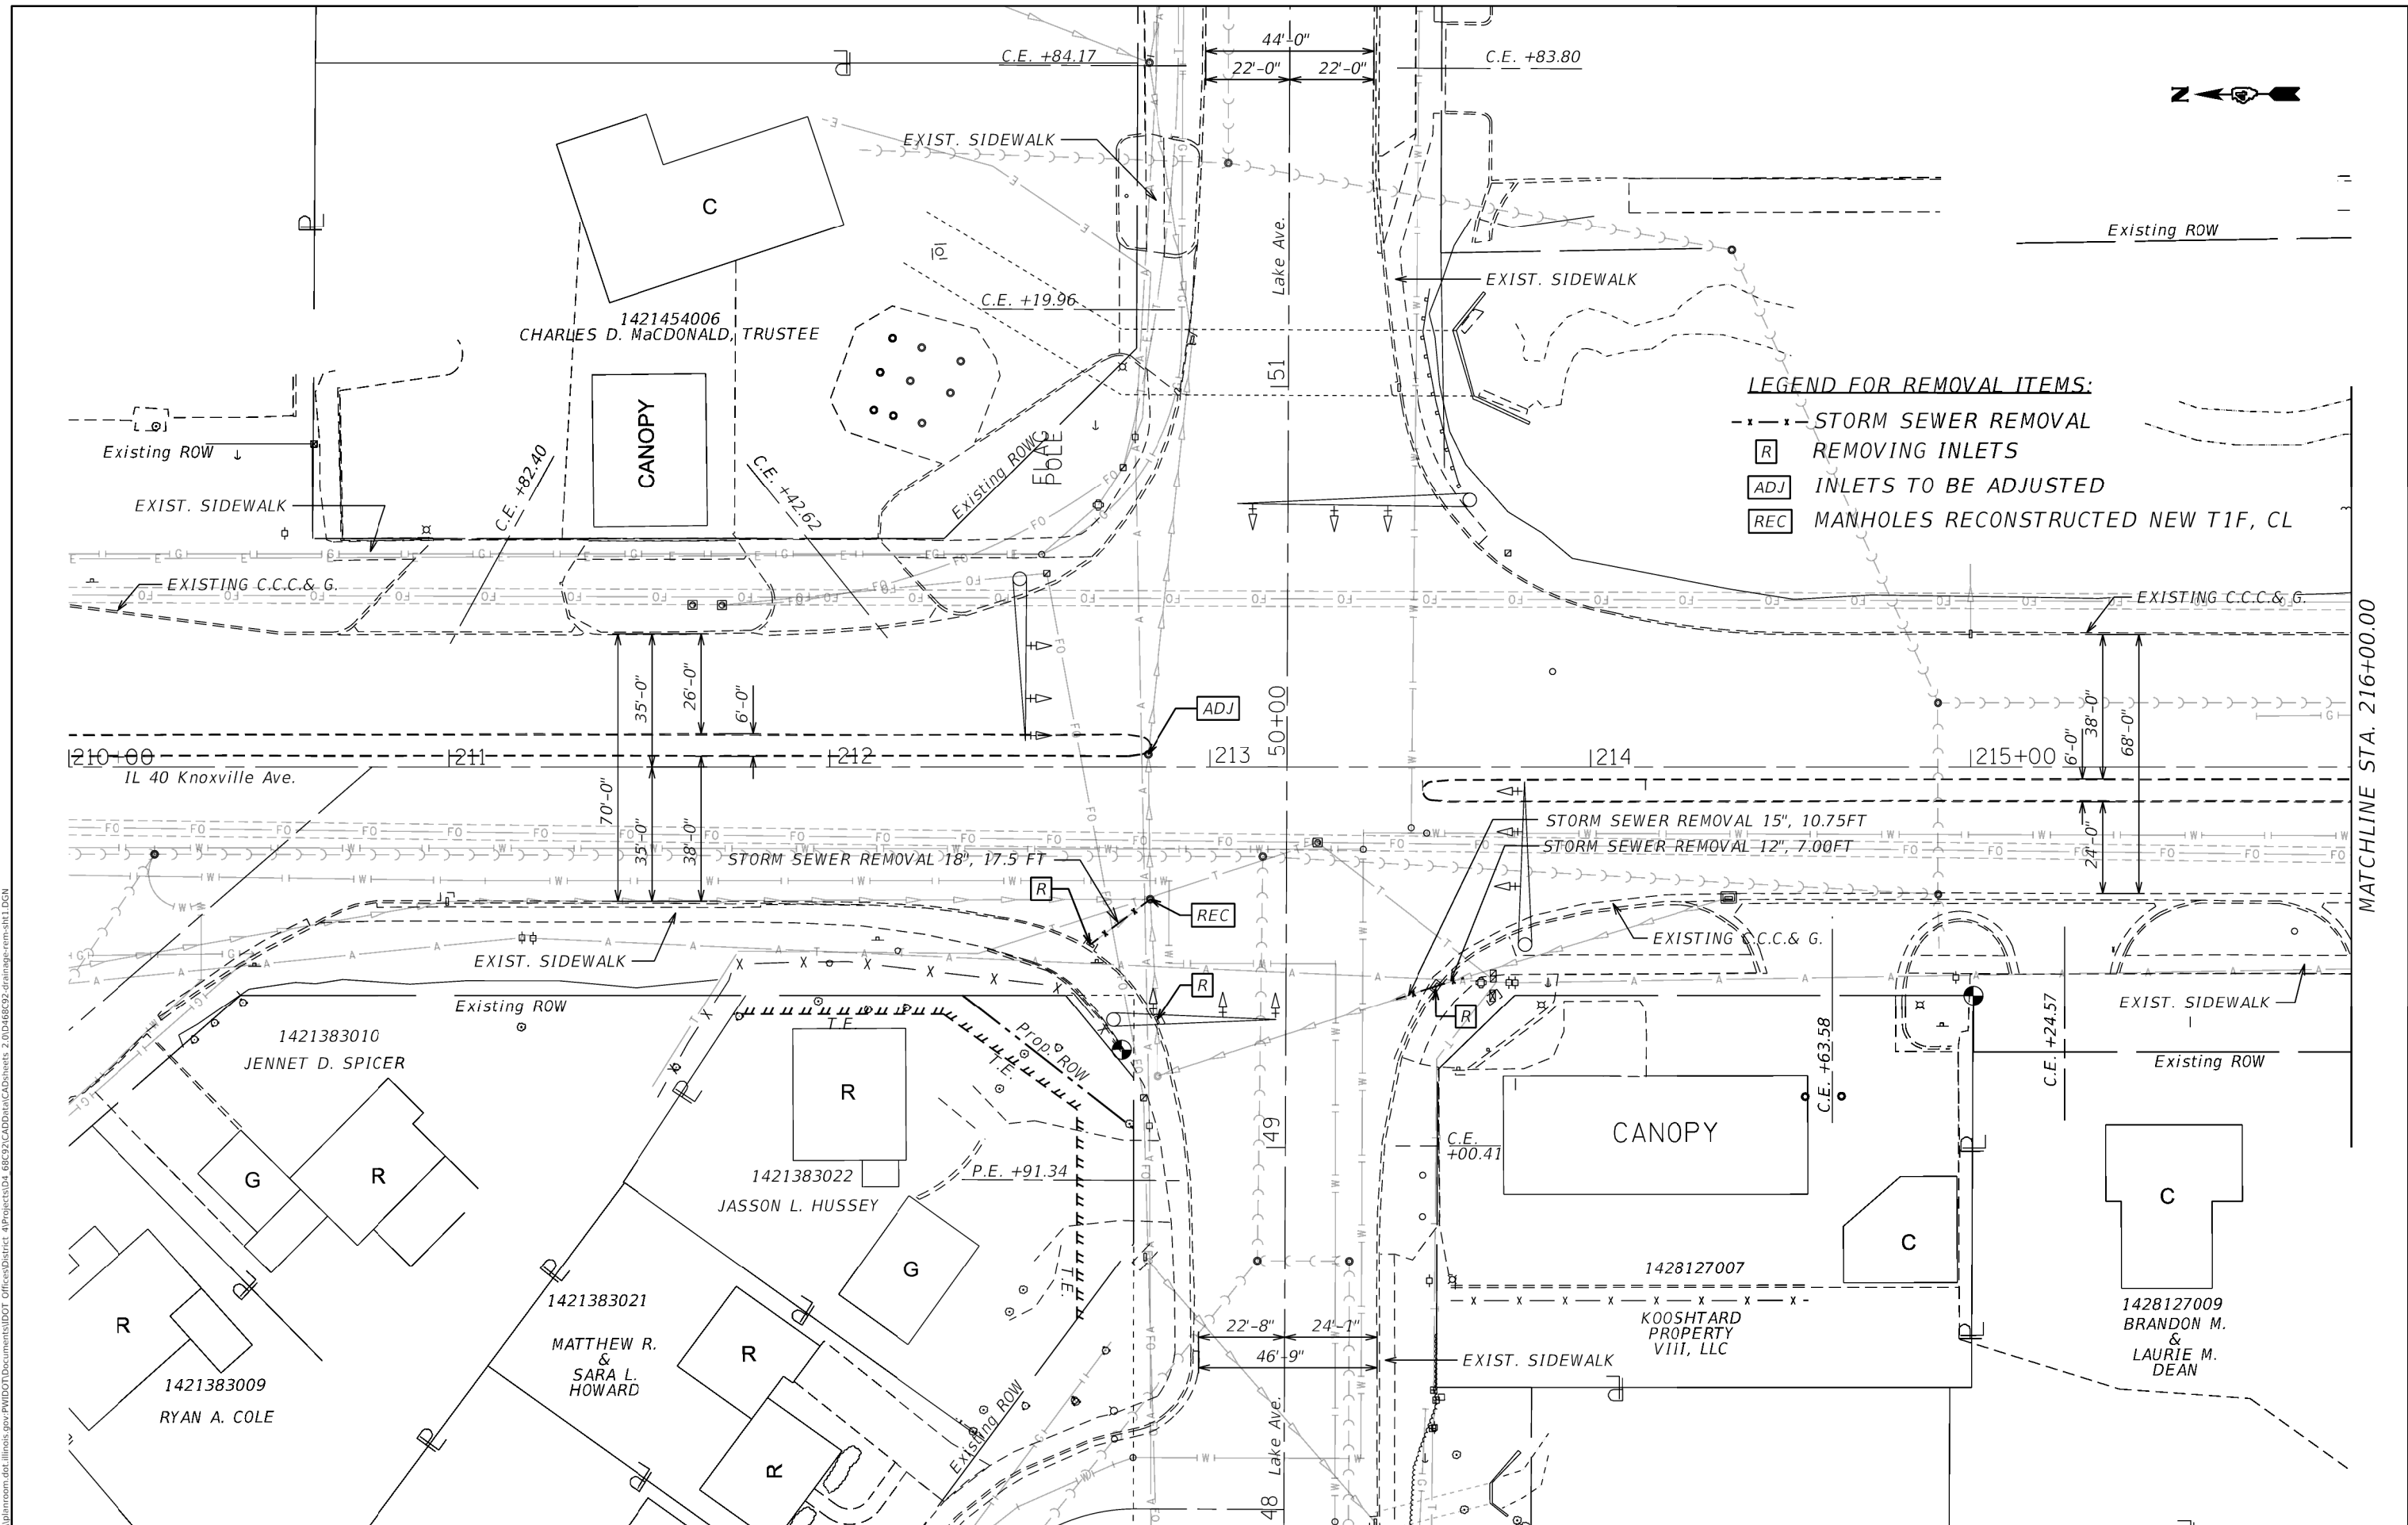 44'-0"
22'-0"
22'-0"
C.E. +84.17
C.E. +83.80
N
EXIST. SIDEWALK
C
Lake Ave.
Existing ROW
EXIST. SIDEWALK
C.E. +19.96
1421454006
CHARLES D. MaCDONALD, TRUSTEE
51
LEGEND FOR REMOVAL ITEMS:
STORM SEWER REMOVAL
R REMOVING INLETS
ADJ INLETS TO BE ADJUSTED
REC MANHOLES RECONSTRUCTED NEW T1F, CL
CANOPY
FLAG
POLE
Existing ROW
Existing ROW
C.E. +82.40
C.E. +42.62
EXIST. SIDEWALK
EXISTING C.C.C.& G.
EXISTING C.C.C.& G.
MATCHLINE STA. 216+00.00
35'-0"
26'-0"
6'-0"
70'-0"
35'-0"
38'-0"
ADJ
50+00
6'-0"
38'-0"
68'-0"
24'-0"
210+00
211
212
213
214
215+00
IL 40 Knoxville Ave.
STORM SEWER REMOVAL 15", 10.75FT
STORM SEWER REMOVAL 12", 7.00FT
STORM SEWER REMOVAL 18", 17.5 FT
R
REC
EXISTING C.C.C.& G.
EXIST. SIDEWALK
R
R
EXIST. SIDEWALK
Existing ROW
T.E.
Prop. ROW
T.E.
1421383010
JENNET D. SPICER
R
C.E. +63.58
C.E. +24.57
Existing ROW
CANOPY
49
C.E.
+00.41
G
R
1421383022
JASSON L. HUSSEY
P.E. +91.34
C
C
G
T.E.
1428127007
KOOSHTARD
PROPERTY
VIII, LLC
1428127009
BRANDON M.
&
LAURIE M.
DEAN
1421383021
MATTHEW R.
&
SARA L.
HOWARD
R
R
R
22'-8"
24'-1"
46'-9"
EXIST. SIDEWALK
1421383009
RYAN A. COLE
Existing ROW
Lake Ave.
48